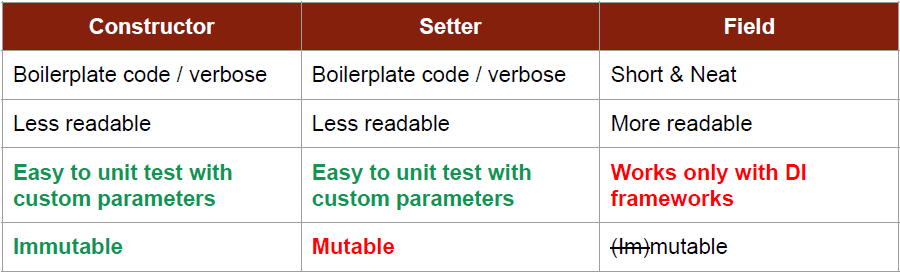 Constructor Setter Field
Boilerplate code / verbose Boilerplate code / verbose Short & Neat
Less readable Less readable More readable
Easy to unit test with Easy to unit test with Works only with DI
custom parameters custom parameters frameworks
Immutable Mutable (Im)mutable